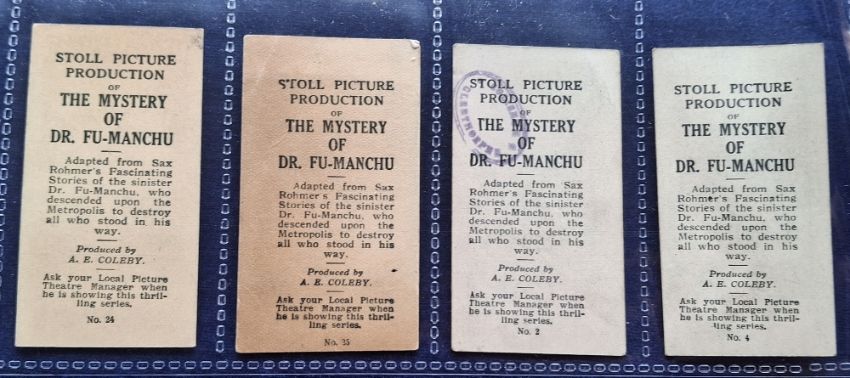 STOLL PICTURE
PRODUCTION
OF
THE MYSTERY
OF
DR. FU-MANCHU
Adapted from Sax
Rohmer's Fascinating
Stories of the sinister
Dr. Fu-Manchu, who
descended upon the
Metropolis to destroy
all who stood in his
way.
Produced by
A. E. COLEBY.
Ask your Local Picture
Theatre Manager when
he is showing this thril-
ling series.
No. 24
STOLL PICTURE
PRODUCTION
OF
THE MYSTERY
OF
DR. FU-MANCHU
Adapted from Sax
Rohmer's Fascinating
Stories of the sinister
Dr. Fu-Manchu, who
descended upon the
Metropolis to destroy
all who stood in his
way.
Produced by
A. E. COLEBY.
Ask your Local Picture
Theatre Manager when
he is showing this thril-
ling series.
No. 35
STOLL PICTURE
PRODUCTION
OF
THE MYSTERY
OF
DR. FU-MANCHU
Adapted from Sax
Rohmer's Fascinating
Stories of the sinister
Dr. Fu-Manchu, who
descended upon the
Metropolis to destroy
all who stood in his
way.
Produced by
A. E. COLEBY.
Ask your Local Picture
Theatre Manager when
he is showing this thril-
ling series.
No. 2
STOLL PICTURE
PRODUCTION
OF
THE MYSTERY
OF
DR. FU-MANCHU
Adapted from Sax
Rohmer's Fascinating
Stories of the sinister
Dr. Fu-Manchu, who
descended upon the
Metropolis to destroy
all who stood in his
way.
Produced by
A. E. COLEBY.
Ask your Local Picture
Theatre Manager when
he is showing this thril-
ling series.
No. 4